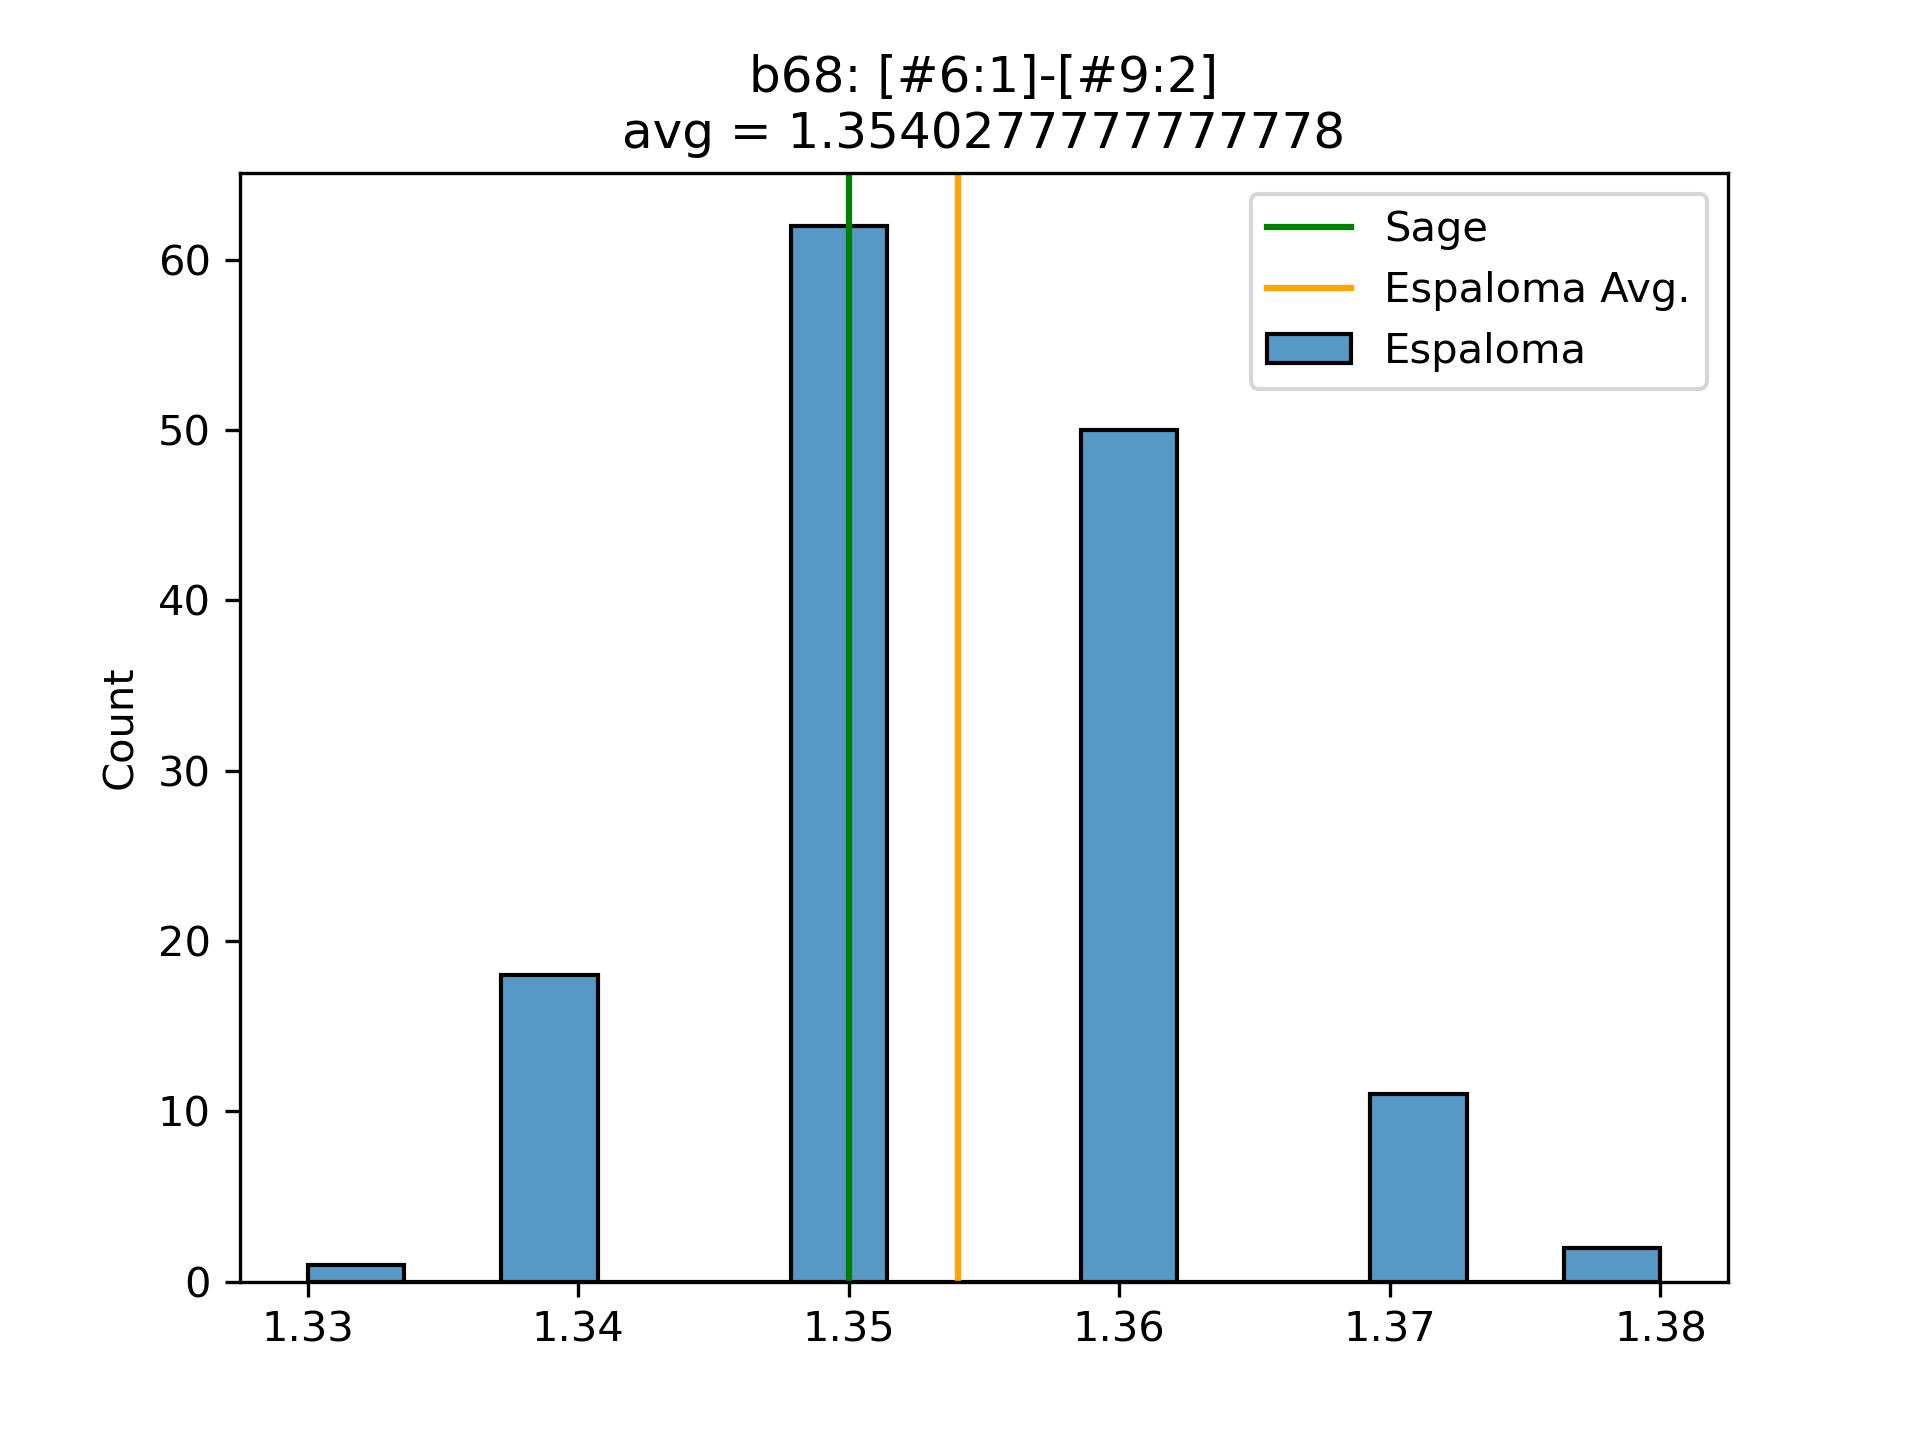 b68: [#6:1]-[#9:2]
avg = 1.3540277777777778
Sage
Espaloma Avg.
Espaloma
60
50
40
30
20
10
0
Count
1.33 1.34 1.35 1.36 1.37 1.38